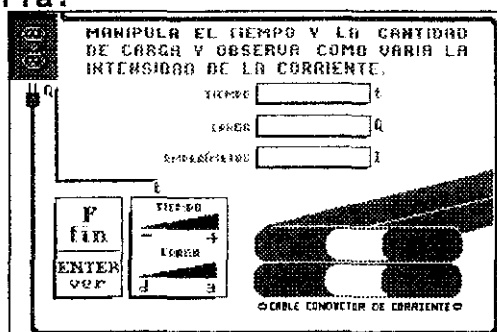 MANIPULA EL TIEMPO Y LA CANTIDAD
DE CARGA Y OBSERVA COMO VARIA LA
INTENSIDAD DE LA CORRIENTE.
Q
TIEMPO t
CARGA Q
I
t
F
fin
ENTER
ver
TIEMPO
- +
CARGA
d a
CABLE CONDUCTOR DE CORRIENTE